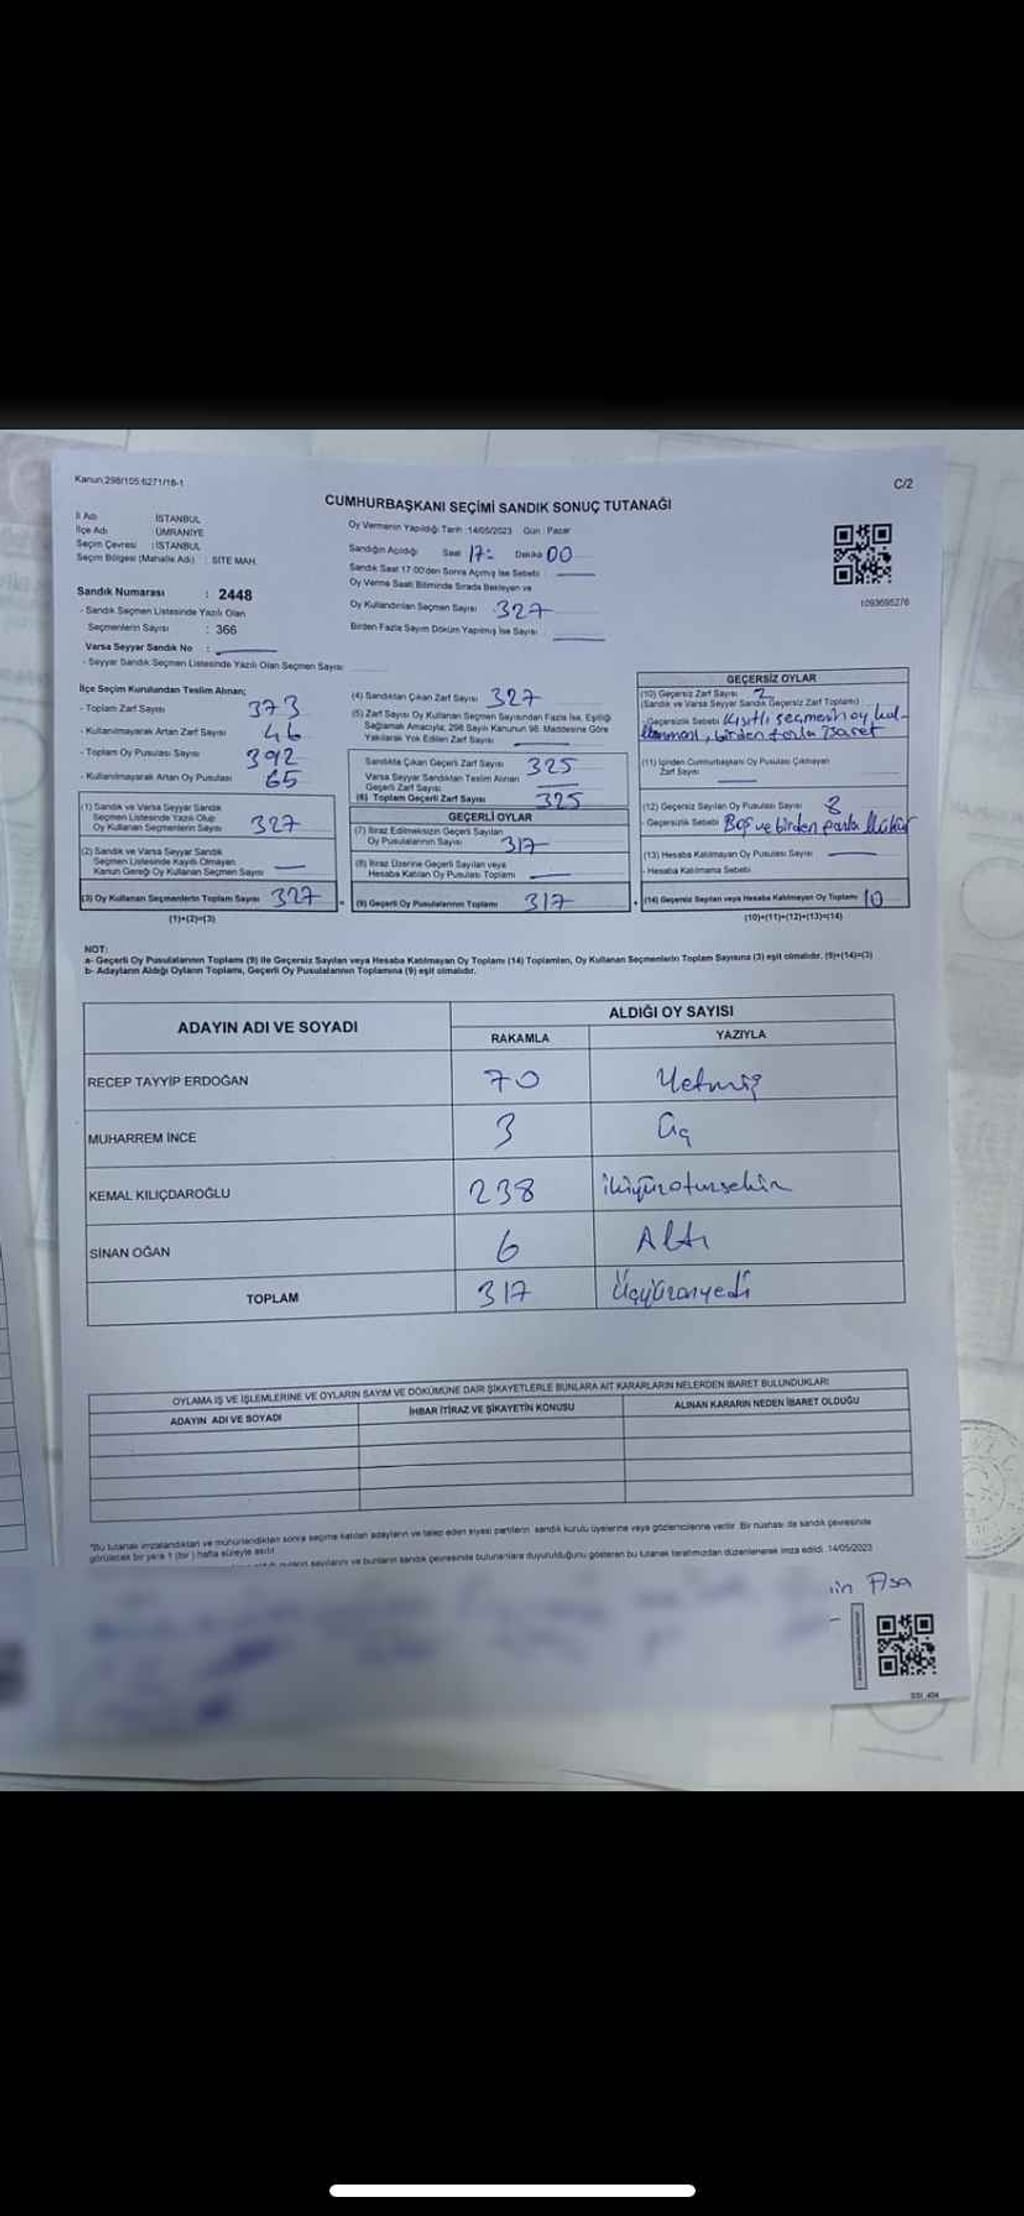 Kanun,298/105.6271/16-1
C/2
CUMHURBAŞKANI SEÇİMİ SANDIK SONUÇ TUTANAĞI
İl Adı İSTANBUL
İlçe Adı ÜMRANİYE
Seçim Çevresi : İSTANBUL
Seçim Bölgesi (Mahalle Adı) : SİTE MAH.
Sandık Numarası : 2448
- Sandık Seçmen Listesinde Yazılı Olan
Seçmenlerin Sayısı : 366
Varsa Seyyar Sandık No :
- Seyyar Sandık Seçmen Listesinde Yazılı Olan Seçmen Sayısı:
Oy Vermenin Yapıldığı Tarih :14/05/2023 Gün : Pazar
Sandığın Açıldığı Saat 17: Dakika 00
Sandık Saat 17:00'den Sonra Açımış İse Sebebi :
Oy Verme Saati Bitiminde Sırada Bekleyen ve
Oy Kullandırılan Seçmen Sayısı : 327
Birden Fazla Sayım Döküm Yapılmış İse Sayısı :
1093695276
İlçe Seçim Kurulundan Teslim Alınan;
- Toplam Zarf Sayısı 373
- Kullanılmayarak Artan Zarf Sayısı 46
- Toplam Oy Pusulası Sayısı 392
- Kullanılmayarak Artan Oy Pusulası 65
(1) Sandık ve Varsa Seyyar Sandık
Seçmen Listesinde Yazılı Olup
Oy Kullanan Seçmenlerin Sayısı 327
(2) Sandık ve Varsa Seyyar Sandık
Seçmen Listesinde Kayıtlı Olmayan
Kanun Gereği Oy Kullanan Seçmen Sayısı
(3) Oy Kullanan Seçmenlerin Toplam Sayısı 327
(1)+(2)=(3)
(4) Sandıktan Çıkan Zarf Sayısı 327
(5) Zarf Sayısı Oy Kullanan Seçmen Sayısından Fazla İse, Eşitliği
Sağlamak Amacıyla; 298 Sayılı Kanunun 98. Maddesine Göre
Yakılarak Yok Edilen Zarf Sayısı
Sandıkta Çıkan Geçerli Zarf Sayısı 325
Varsa Seyyar Sandıktan Teslim Alınan
Geçerli Zarf Sayısı
(6) Toplam Geçerli Zarf Sayısı 325
GEÇERLİ OYLAR
(7) İtiraz Edilmeksizin Geçerli Sayılan
Oy Pusulalarının Sayısı 317
(8) İtiraz Üzerine Geçerli Sayılan veya
Hesaba Katılan Oy Pusulası Toplamı
(9) Geçerli Oy Pusulalarının Toplamı 317
GEÇERSİZ OYLAR
(10) Geçersiz Zarf Sayısı 2
(Sandık ve Varsa Seyyar Sandık Geçersiz Zarf Toplamı)
- Geçersizlik Sebebi Kısıtlı seçmenin oy kul-
lanması, birden fazla işaret
(11) İçinden Cumhurbaşkanı Oy Pusulası Çıkmayan
Zarf Sayısı
(12) Geçersiz Sayılan Oy Pusulası Sayısı 8
- Geçersizlik Sebebi Boş ve birden fazla Mühür
(13) Hesaba Katılmayan Oy Pusulası Sayısı
- Hesaba Katılmama Sebebi
(14) Geçersiz Sayılan veya Hesaba Katılmayan Oy Toplamı 10
(10)+(11)+(12)+(13)=(14)
NOT:
a- Geçerli Oy Pusulalarının Toplamı (9) ile Geçersiz Sayılan veya Hesaba Katılmayan Oy Toplamı (14) Toplamları, Oy Kullanan Seçmenlerin Toplam Sayısına (3) eşit olmalıdır. (9)+(14)=(3)
b- Adayların Aldığı Oyların Toplamı, Geçerli Oy Pusulalarının Toplamına (9) eşit olmalıdır.
ADAYIN ADI VE SOYADI
ALDIĞI OY SAYISI
RAKAMLA YAZIYLA
RECEP TAYYİP ERDOĞAN 70 Yetmiş
MUHARREM İNCE 3 Üç
KEMAL KILIÇDAROĞLU 238 ikiyüzotuzsekiz
SİNAN OĞAN 6 Altı
TOPLAM 317 Üçyüzonyedi
OYLAMA İŞ VE İŞLEMLERİNE VE OYLARIN SAYIM VE DÖKÜMÜNE DAİR ŞİKAYETLERLE BUNLARA AİT KARARLARIN NELERDEN İBARET BULUNDUKLARI
ADAYIN ADI VE SOYADI İHBAR İTİRAZ VE ŞİKAYETİN KONUSU ALINAN KARARIN NEDEN İBARET OLDUĞU
"Bu tutanak imzalandıktan ve mühürlendikten sonra seçime katılan adayların ve talep eden siyasi partilerin sandık kurulu üyelerine veya gözlemcilerine verilir. Bir nüshası da sandık çevresinde
görülecek bir yere 1 (bir) hafta süreyle asılır.
sayılarını ve bunların sandık çevresinde bulunanlara duyurulduğunu gösteren bu tutanak tarafımızdan düzenlenerek imza edildi. 14/05/2023